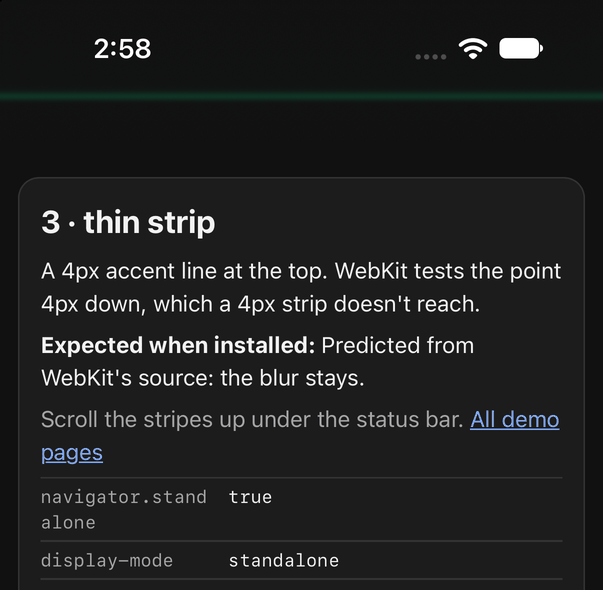 2:58
3 · thin strip
A 4px accent line at the top. WebKit tests the point
4px down, which a 4px strip doesn't reach.
Expected when installed: Predicted from
WebKit's source: the blur stays.
Scroll the stripes up under the status bar. All demo
pages
navigator.stand true
alone
display-mode standalone